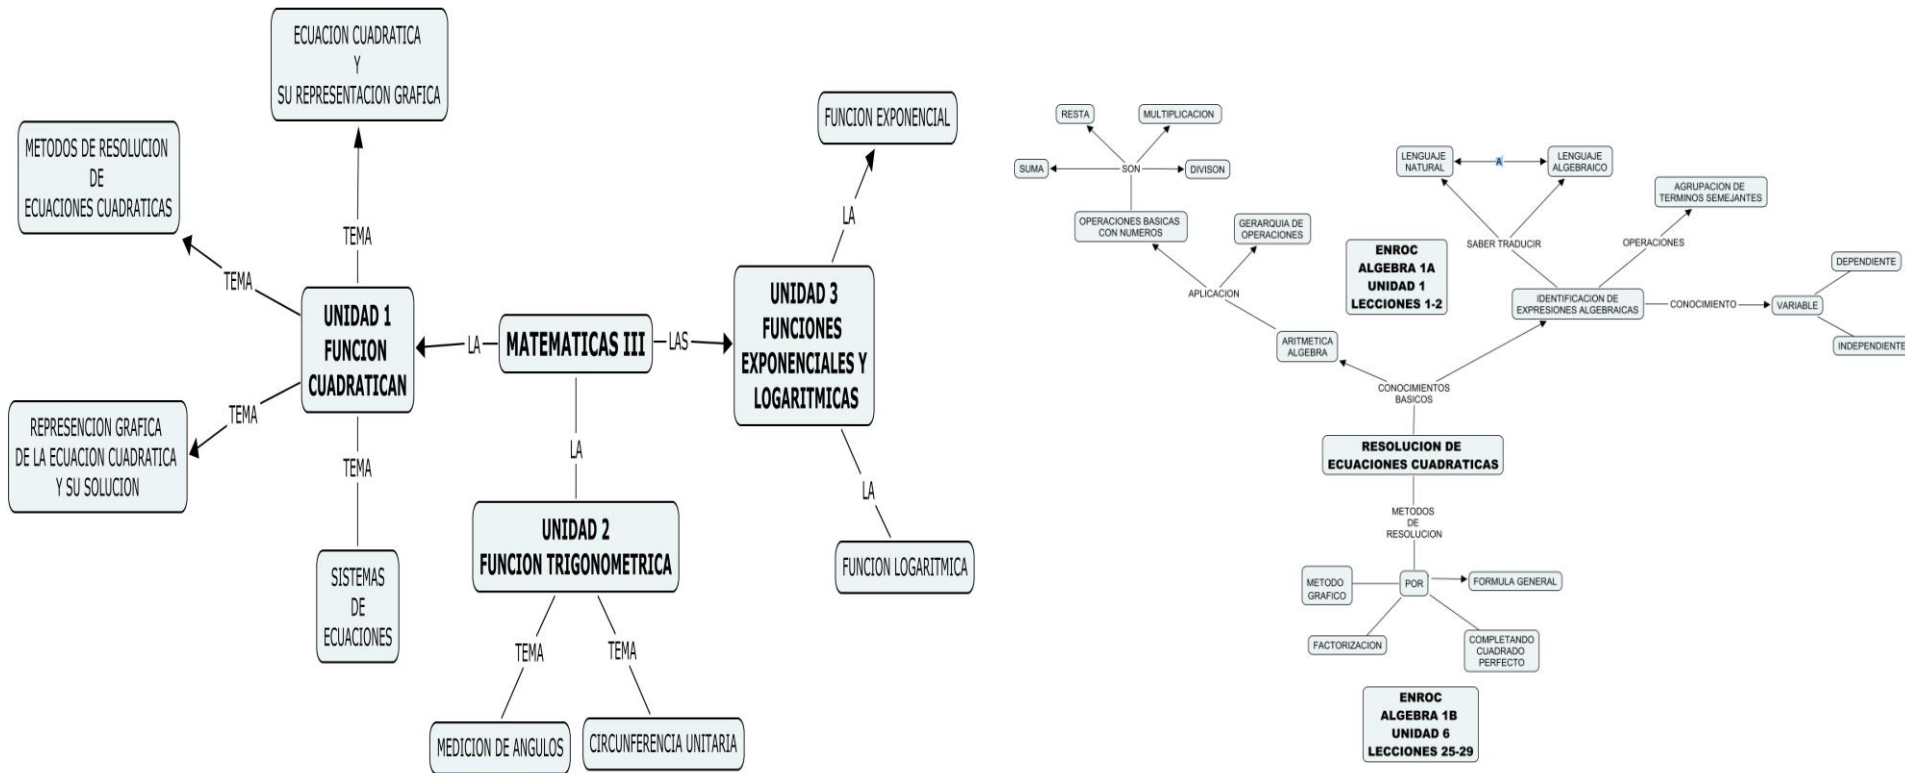 ECUACION CUADRATICA
Y
SU REPRESENTACION GRAFICA
METODOS DE RESOLUCION
DE
ECUACIONES CUADRATICAS
TEMA
TEMA
UNIDAD 1
FUNCION
CUADRATICAN
TEMA
REPRESENCION GRAFICA
DE LA ECUACION CUADRATICA
Y SU SOLUCION
TEMA
SISTEMAS
DE
ECUACIONES
LA
MATEMATICAS III
LAS
LA
UNIDAD 2
FUNCION TRIGONOMETRICA
TEMA
TEMA
MEDICION DE ANGULOS
CIRCUNFERENCIA UNITARIA
FUNCION EXPONENCIAL
LA
UNIDAD 3
FUNCIONES
EXPONENCIALES Y
LOGARITMICAS
LA
FUNCION LOGARITMICA
RESTA
MULTIPLICACION
SUMA
SON
DIVISON
OPERACIONES BASICAS
CON NUMEROS
GERARQUIA DE
OPERACIONES
APLICACION
ARITMETICA
ALGEBRA
LENGUAJE
NATURAL
A
LENGUAJE
ALGEBRAICO
AGRUPACION DE
TERMINOS SEMEJANTES
SABER TRADUCIR
OPERACIONES
ENROC
ALGEBRA 1A
UNIDAD 1
LECCIONES 1-2
IDENTIFICACION DE
EXPRESIONES ALGEBRAICAS
CONOCIMIENTO
VARIABLE
DEPENDIENTE
INDEPENDIENTE
CONOCIMIENTOS
BASICOS
RESOLUCION DE
ECUACIONES CUADRATICAS
METODOS
DE
RESOLUCION
METODO
GRAFICO
POR
FORMULA GENERAL
FACTORIZACION
COMPLETANDO
CUADRADO
PERFECTO
ENROC
ALGEBRA 1B
UNIDAD 6
LECCIONES 25-29